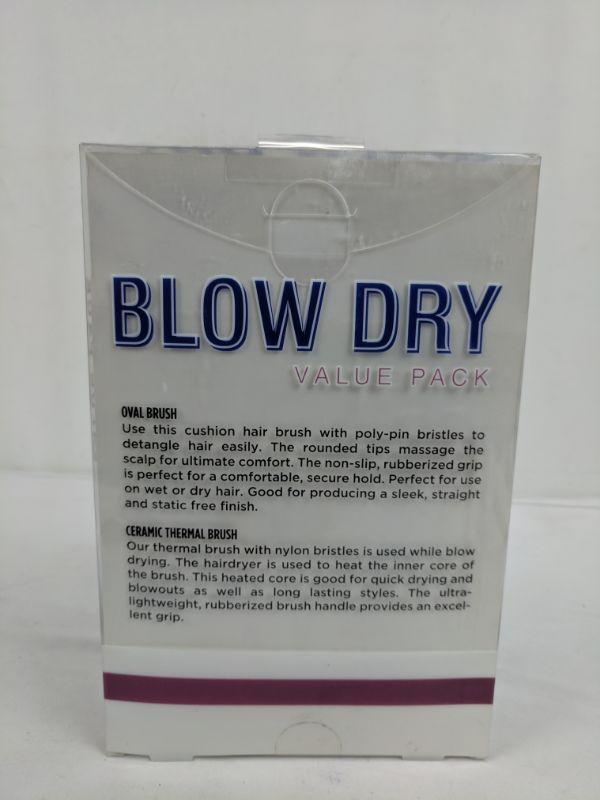 BLOW DRY
VALUE PACK
OVAL BRUSH
Use this cushion hair brush with poly-pin bristles to
detangle hair easily. The rounded tips massage the
scalp for ultimate comfort. The non-slip, rubberized grip
is perfect for a comfortable, secure hold. Perfect for use
on wet or dry hair. Good for producing a sleek, straight
and static free finish.
CERAMIC THERMAL BRUSH
Our thermal brush with nylon bristles is used while blow
drying. The hairdryer is used to heat the inner core of
the brush. This heated core is good for quick drying and
blowouts as well as long lasting styles. The ultra-
lightweight, rubberized brush handle provides an excel-
lent grip.